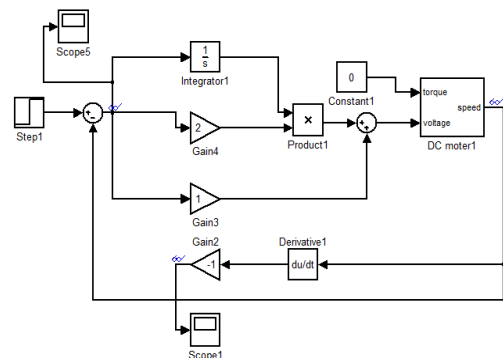 Scope5
1
s
Integrator1
0
Constant1
torque
speed
voltage
DC moter1
Step1
2
Gain4
×
Product1
1
Gain3
Gain2
-1
Derivative1
du/dt
Scope1